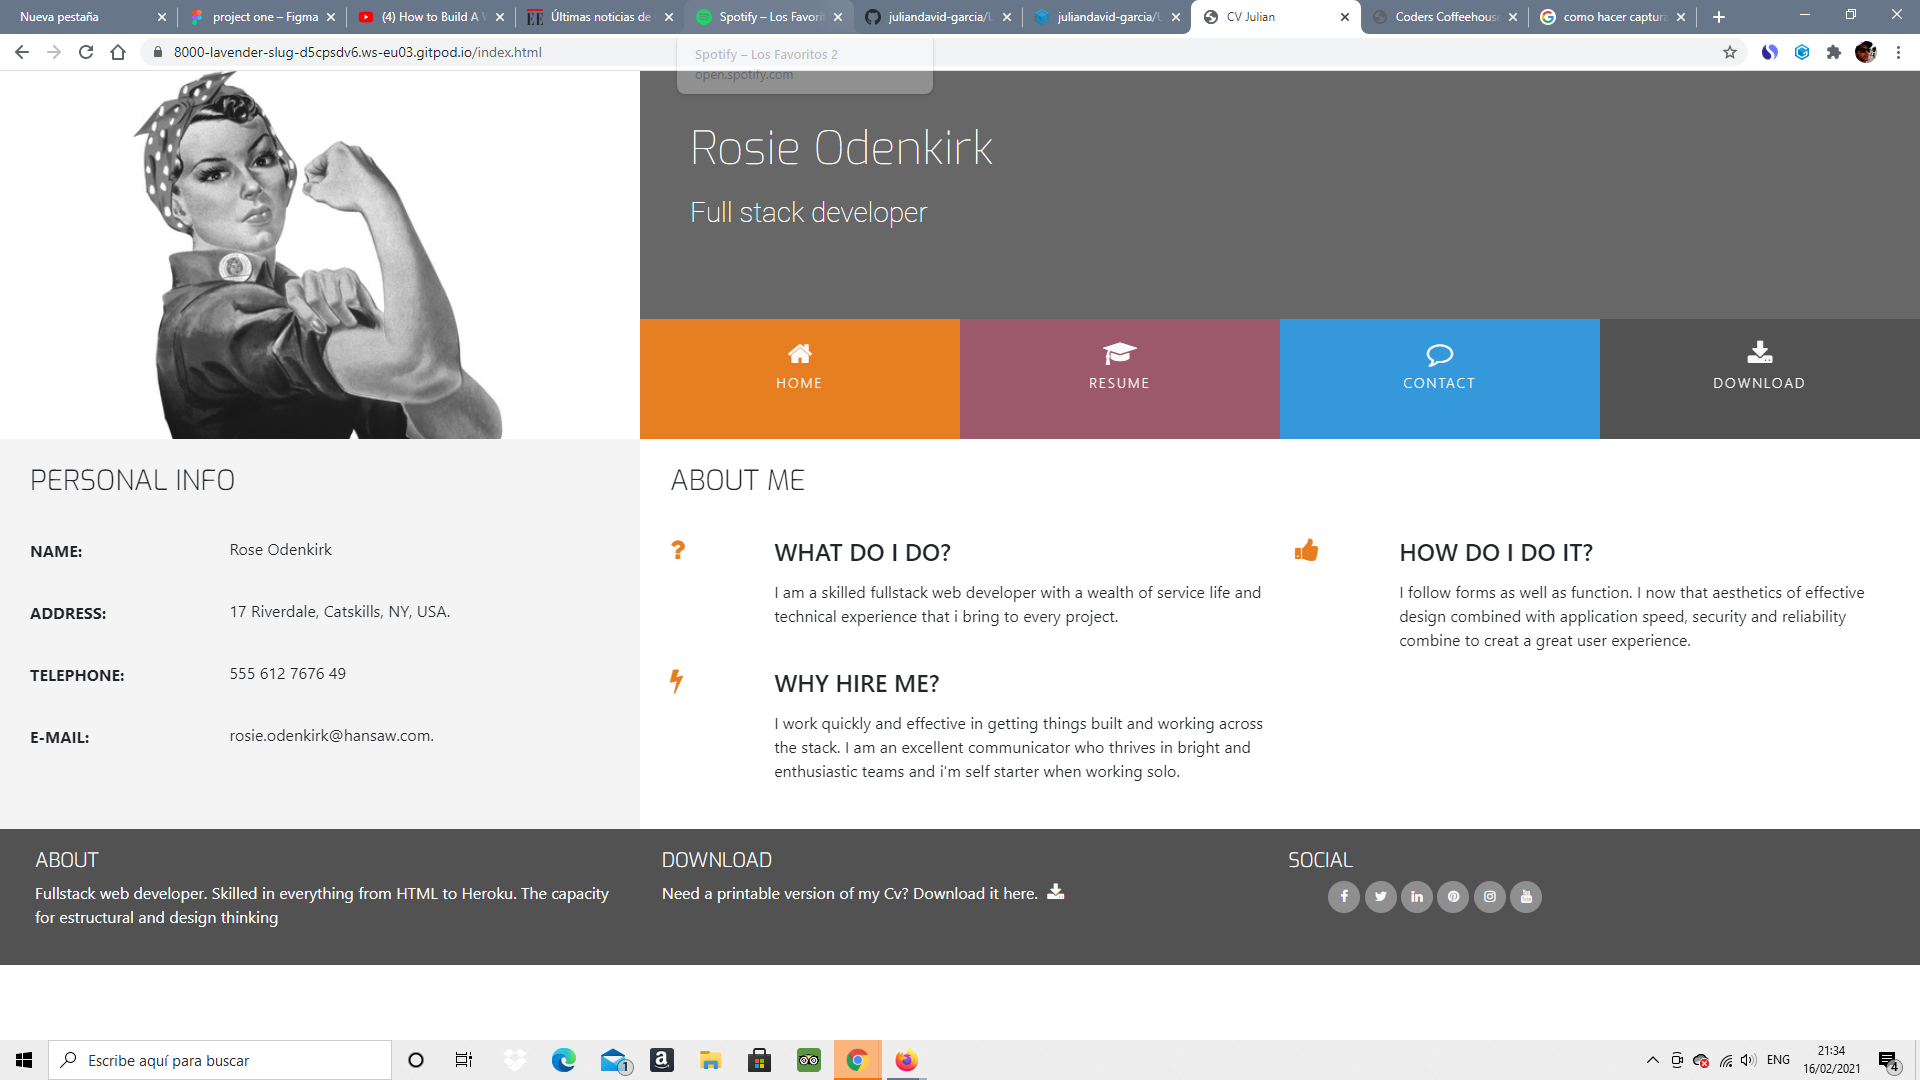 Nueva pestaña
project one – Figma
(4) How to Build A W
Últimas noticias de
Spotify – Los Favorit
juliandavid-garcia/U
juliandavid-garcia/U
CV Julian
Coders Coffeehouse
como hacer captura
8000-lavender-slug-d5cpsdv6.ws-eu03.gitpod.io/index.html
Spotify – Los Favoritos 2
open.spotify.com
Rosie Odenkirk
Full stack developer
HOME
RESUME
CONTACT
DOWNLOAD
PERSONAL INFO
NAME: Rose Odenkirk
ADDRESS: 17 Riverdale, Catskills, NY, USA.
TELEPHONE: 555 612 7676 49
E-MAIL: rosie.odenkirk@hansaw.com.
ABOUT ME
WHAT DO I DO?
I am a skilled fullstack web developer with a wealth of service life and
technical experience that i bring to every project.
HOW DO I DO IT?
I follow forms as well as function. I now that aesthetics of effective
design combined with application speed, security and reliability
combine to creat a great user experience.
WHY HIRE ME?
I work quickly and effective in getting things built and working across
the stack. I am an excellent communicator who thrives in bright and
enthusiastic teams and i'm self starter when working solo.
ABOUT
Fullstack web developer. Skilled in everything from HTML to Heroku. The capacity
for estructural and design thinking
DOWNLOAD
Need a printable version of my Cv? Download it here.
SOCIAL
Escribe aquí para buscar
1
ENG
21:34
16/02/2021
4